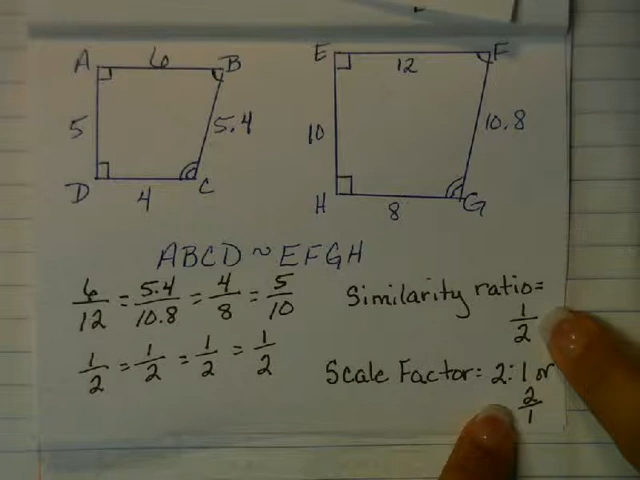 A 6 B
5 5.4
D 4 C
E 12 F
10 10.8
H 8 G
ABCD ~ EFGH
6/12 = 5.4/10.8 = 4/8 = 5/10
1/2 = 1/2 = 1/2 = 1/2
Similarity ratio=
1/2
Scale Factor: 2:1 or
2/1